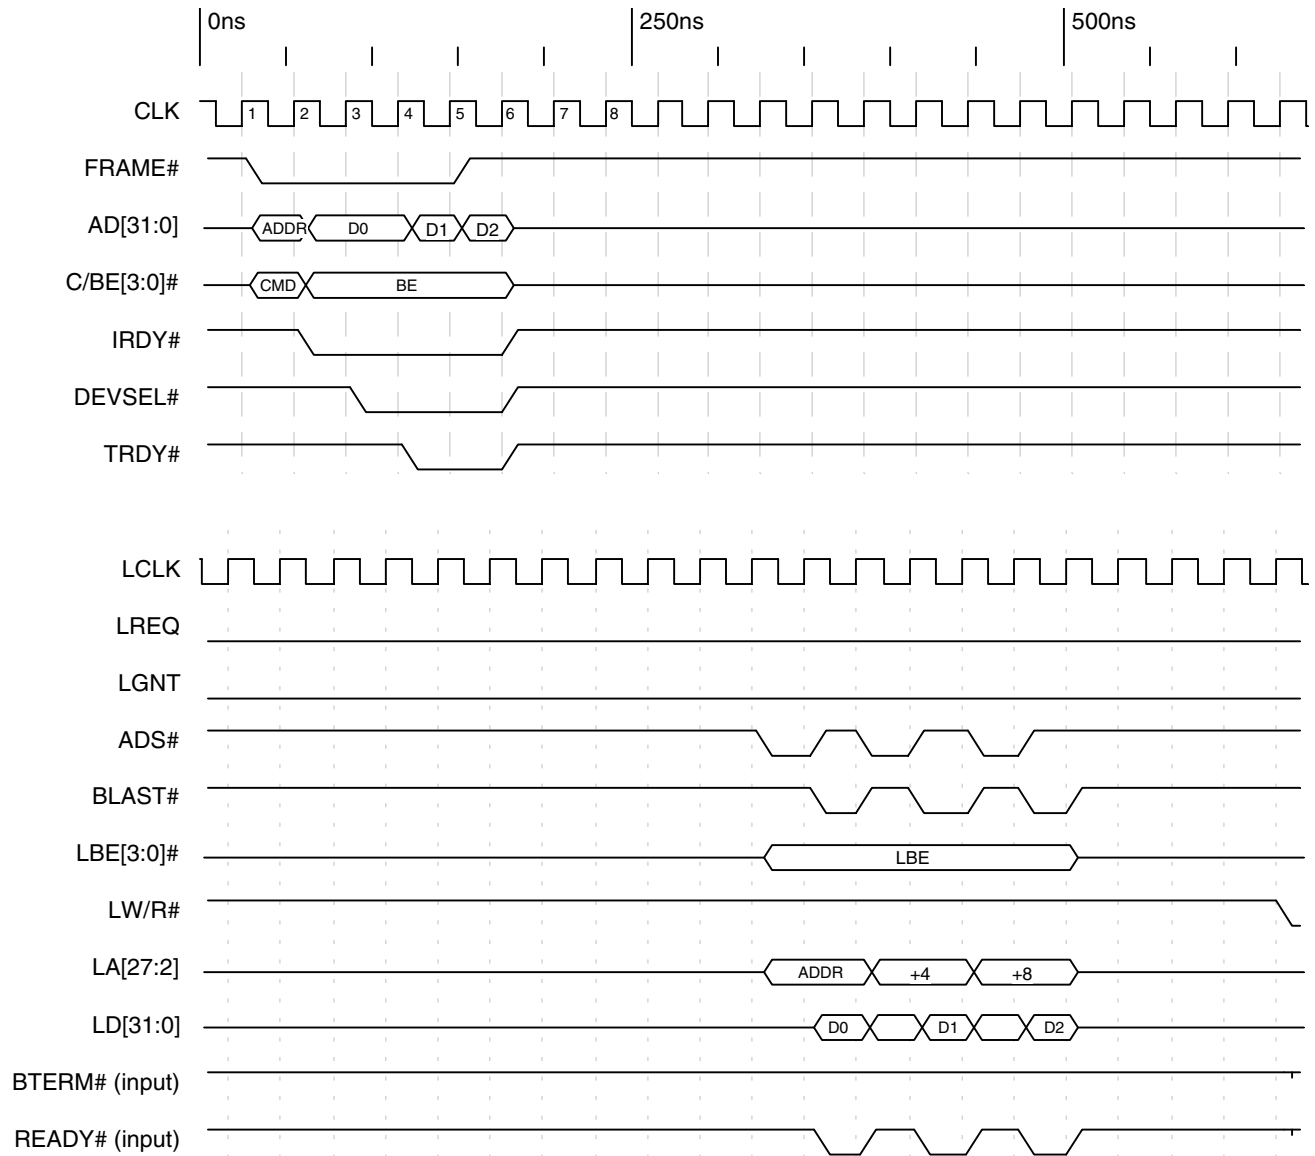 0ns 250ns 500ns
CLK 1 2 3 4 5 6 7 8
FRAME#
AD[31:0] ADDR D0 D1 D2
C/BE[3:0]# CMD BE
IRDY#
DEVSEL#
TRDY#
LCLK
LREQ
LGNT
ADS#
BLAST#
LBE[3:0]# LBE
LW/R#
LA[27:2] ADDR +4 +8
LD[31:0] D0 D1 D2
BTERM# (input)
READY# (input)